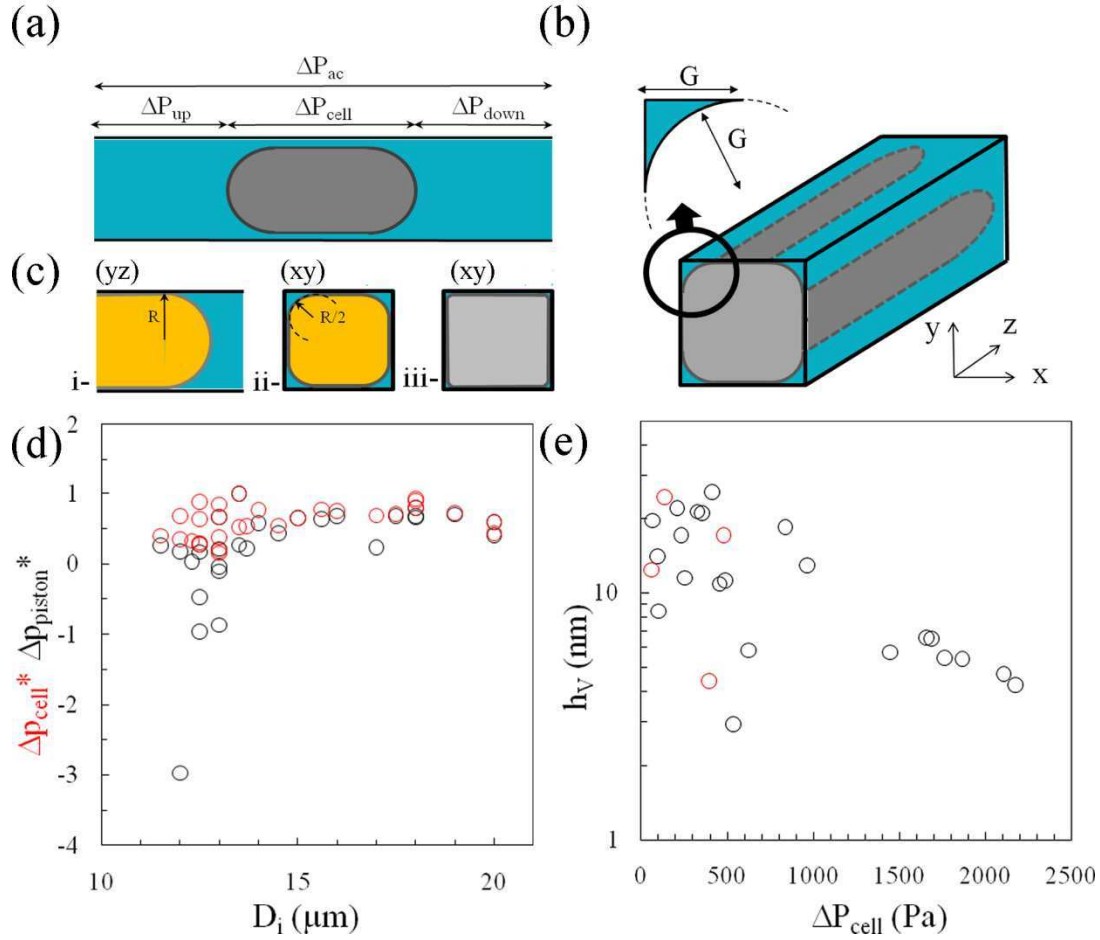 (a)
ΔP_ac
ΔP_up
ΔP_cell
ΔP_down
(b)
G
G
y
z
x
(c)
(yz)
(xy)
(xy)
R
R/2
i-
ii-
iii-
(d)
2
1
0
-1
-2
-3
-4
10
15
20
D_i (μm)
Δp_cell* Δp_piston*
(e)
10
1
h_V (nm)
0
500
1000
1500
2000
2500
ΔP_cell (Pa)